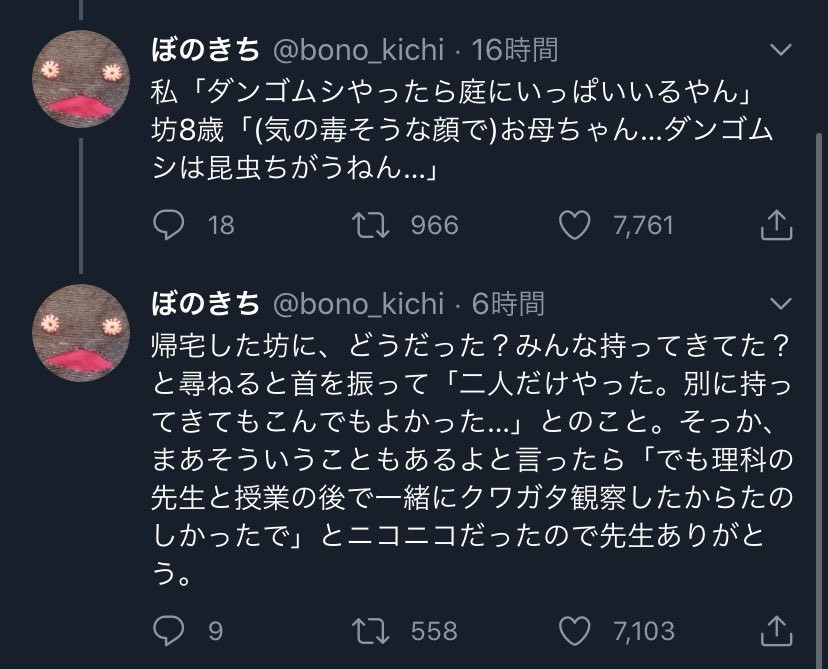 ぼのきち @bono_kichi · 16時間
私「ダンゴムシやったら庭にいっぱいいるやん」
坊8歳「(気の毒そうな顔で)お母ちゃん...ダンゴム
シは昆虫ちがうねん...」
18 966 7,761
ぼのきち @bono_kichi · 6時間
帰宅した坊に、どうだった？みんな持ってきてた？
と尋ねると首を振って「二人だけやった。別に持っ
てきてもこんでもよかった...」とのこと。そっか、
まあそういうこともあるよと言ったら「でも理科の
先生と授業の後で一緒にクワガタ観察したからたの
しかったで」とニコニコだったので先生ありがと
う。
9 558 7,103